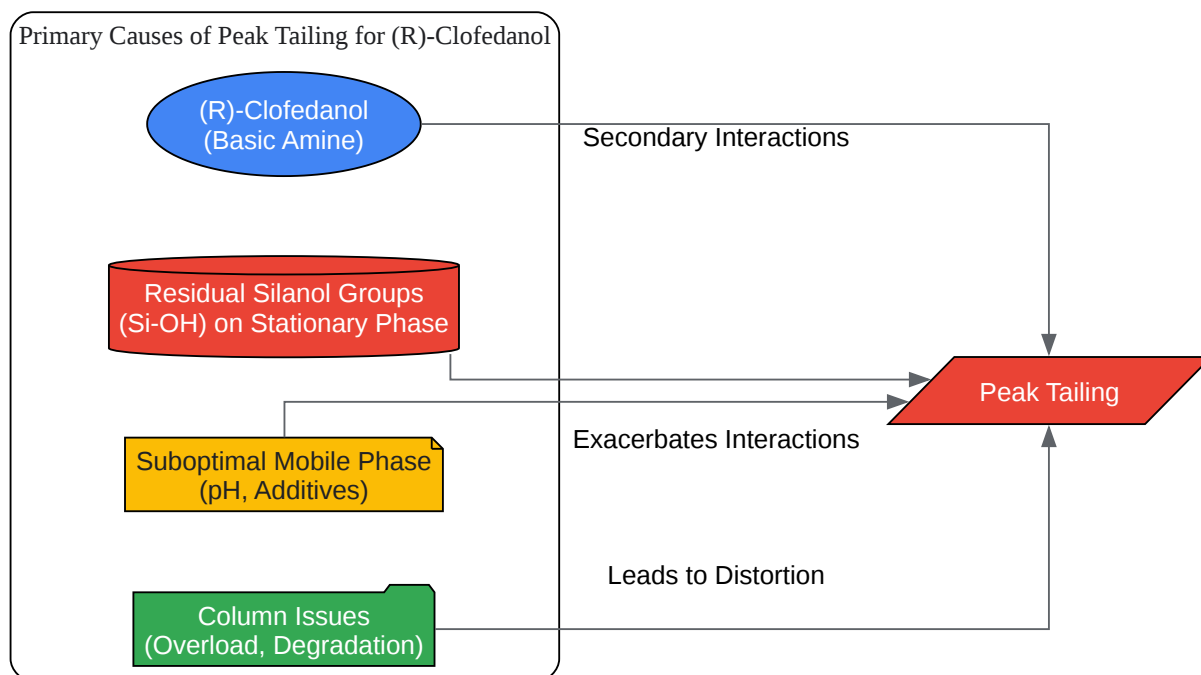 Primary Causes of Peak Tailing for (R)-Clofedanol
(R)-Clofedanol
(Basic Amine)
Secondary Interactions
Residual Silanol Groups
(Si-OH) on Stationary Phase
Peak Tailing
Exacerbates Interactions
Suboptimal Mobile Phase
(pH, Additives)
Leads to Distortion
Column Issues
(Overload, Degradation)